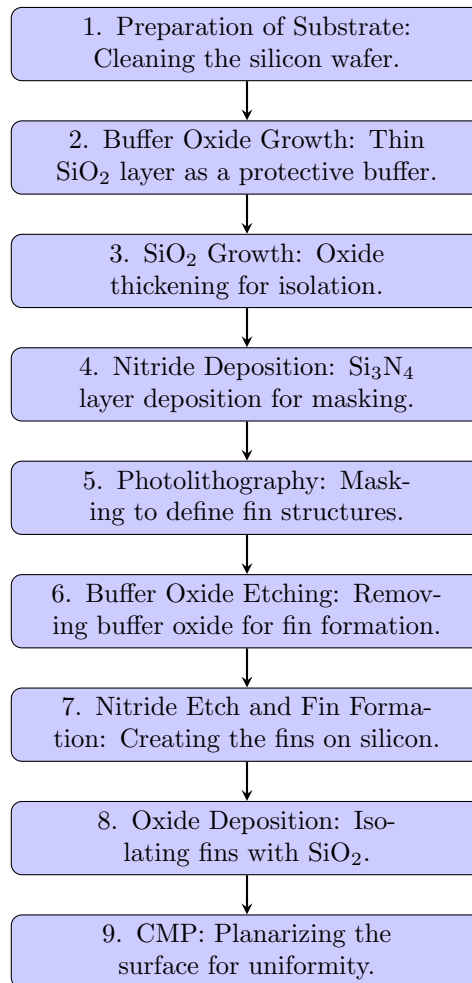 1. Preparation of Substrate:
Cleaning the silicon wafer.
2. Buffer Oxide Growth: Thin
SiO₂ layer as a protective buffer.
3. SiO₂ Growth: Oxide
thickening for isolation.
4. Nitride Deposition: Si₃N₄
layer deposition for masking.
5. Photolithography: Mask-
ing to define fin structures.
6. Buffer Oxide Etching: Remov-
ing buffer oxide for fin formation.
7. Nitride Etch and Fin Forma-
tion: Creating the fins on silicon.
8. Oxide Deposition: Iso-
lating fins with SiO₂.
9. CMP: Planarizing the
surface for uniformity.